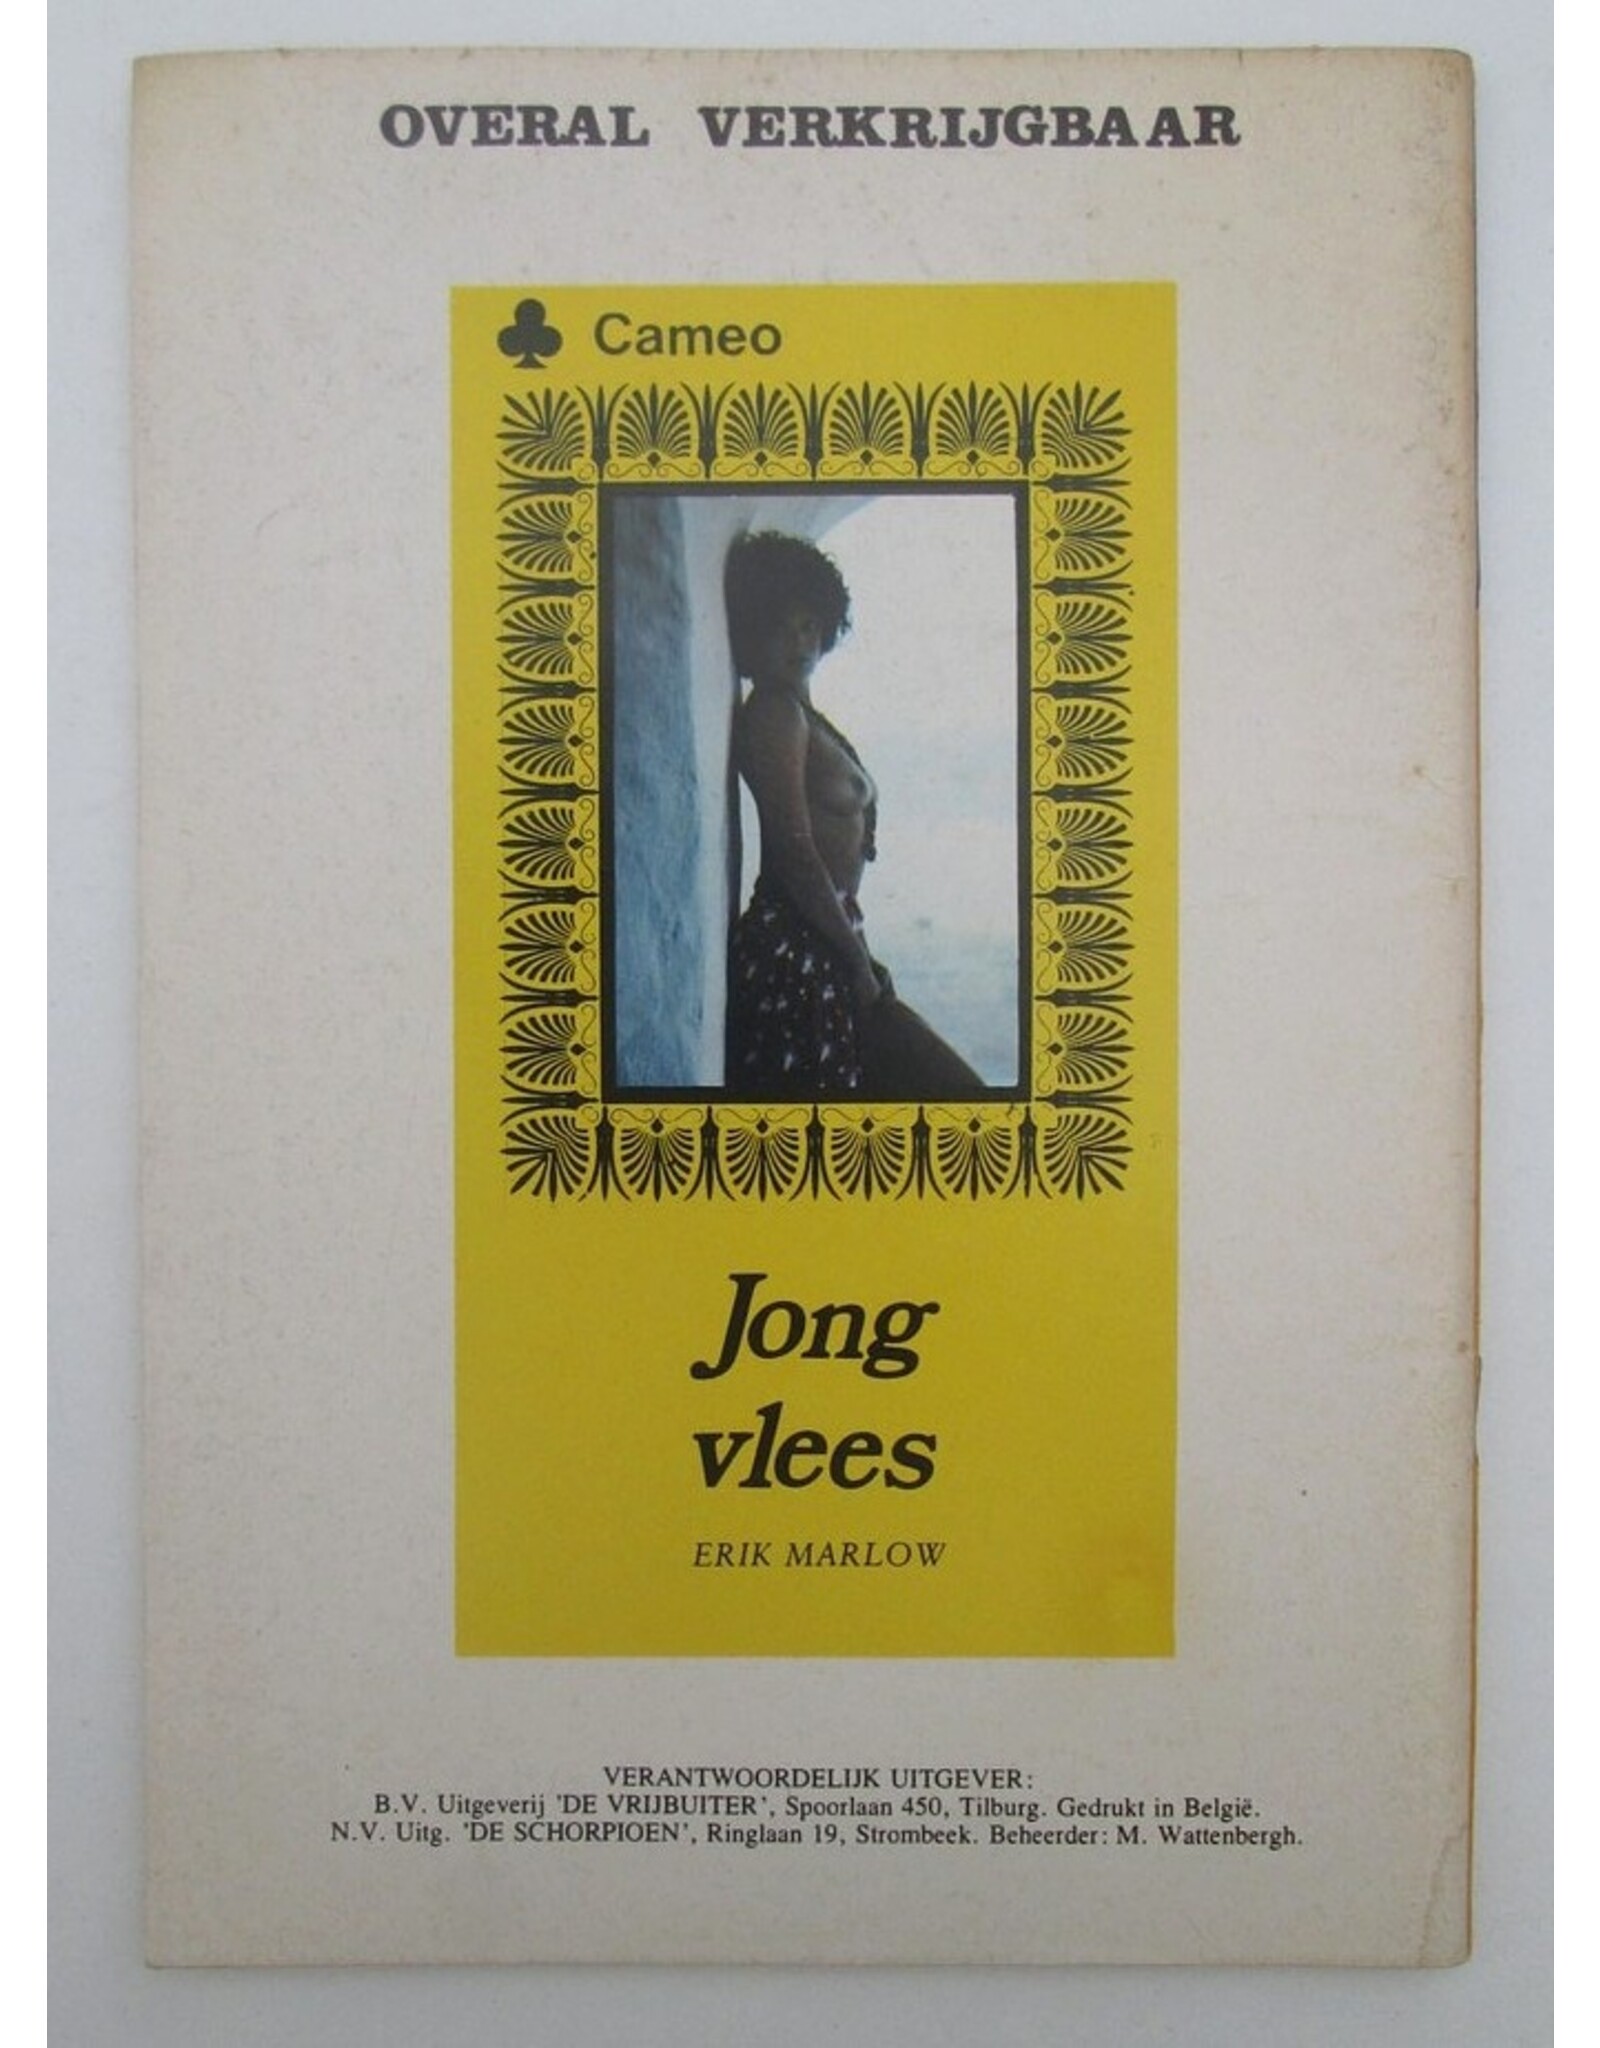 OVERAL VERKRIJGBAAR
Cameo
Jong
vlees
ERIK MARLOW
VERANTWOORDELIJK UITGEVER:
B.V. Uitgeverij 'DE VRIJBUITER', Spoorlaan 450, Tilburg. Gedrukt in België.
N.V. Uitg. 'DE SCHORPIOEN', Ringlaan 19, Strombeek. Beheerder: M. Wattenbergh.